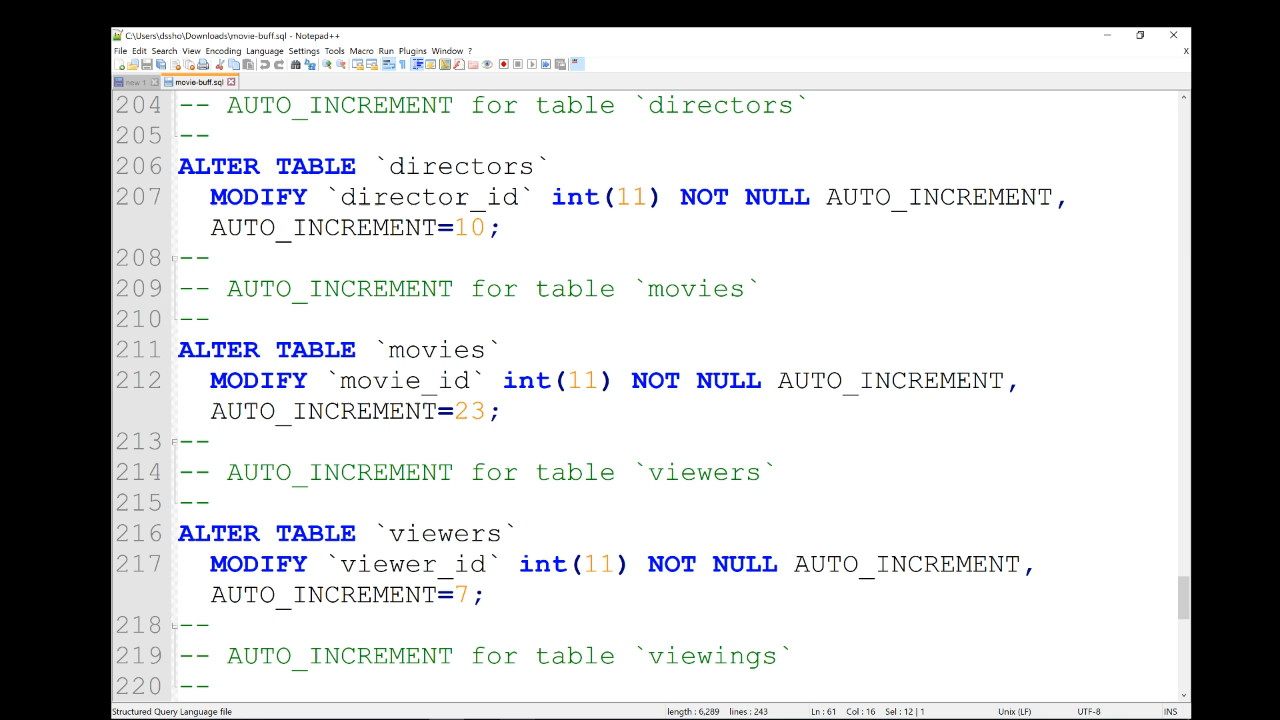 C:\Users\dssho\Downloads\movie-buff.sql - Notepad++
File Edit Search View Encoding Language Settings Tools Macro Run Plugins Window ? X
new 1 movie-buff.sql
204 -- AUTO_INCREMENT for table `directors`
205 --
206 ALTER TABLE `directors`
207 MODIFY `director_id` int(11) NOT NULL AUTO_INCREMENT,
AUTO_INCREMENT=10;
208 --
209 -- AUTO_INCREMENT for table `movies`
210 --
211 ALTER TABLE `movies`
212 MODIFY `movie_id` int(11) NOT NULL AUTO_INCREMENT,
AUTO_INCREMENT=23;
213 --
214 -- AUTO_INCREMENT for table `viewers`
215 --
216 ALTER TABLE `viewers`
217 MODIFY `viewer_id` int(11) NOT NULL AUTO_INCREMENT,
AUTO_INCREMENT=7;
218 --
219 -- AUTO_INCREMENT for table `viewings`
220 --
Structured Query Language file length : 6,289 lines : 243 Ln : 61 Col : 16 Sel : 12 | 1 Unix (LF) UTF-8 INS